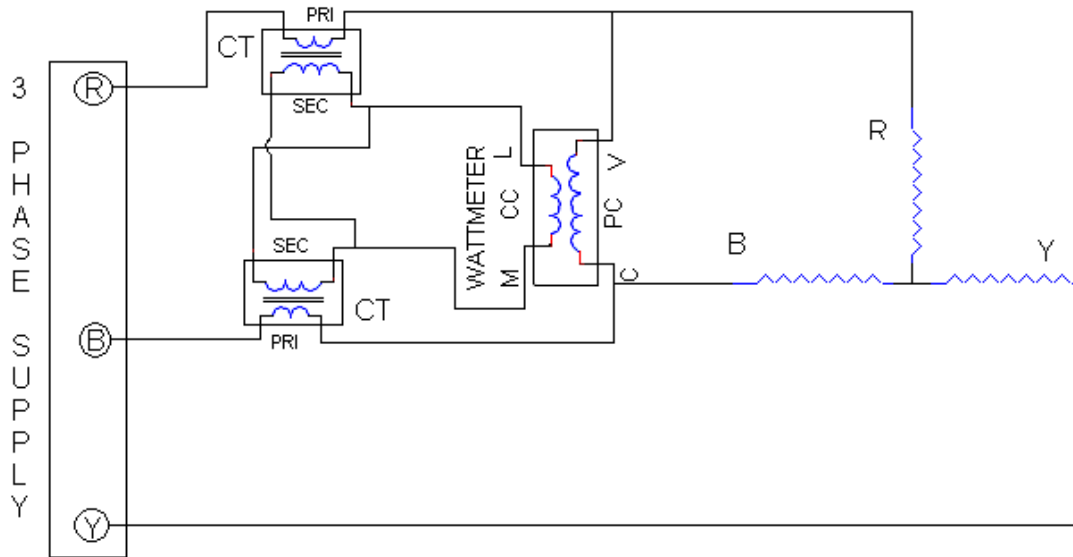 3 PHASE SUPPLY
R
B
Y
CT
PRI
SEC
SEC
CT
PRI
WATTMETER
L
CC
M
V
PC
C
R
B
Y